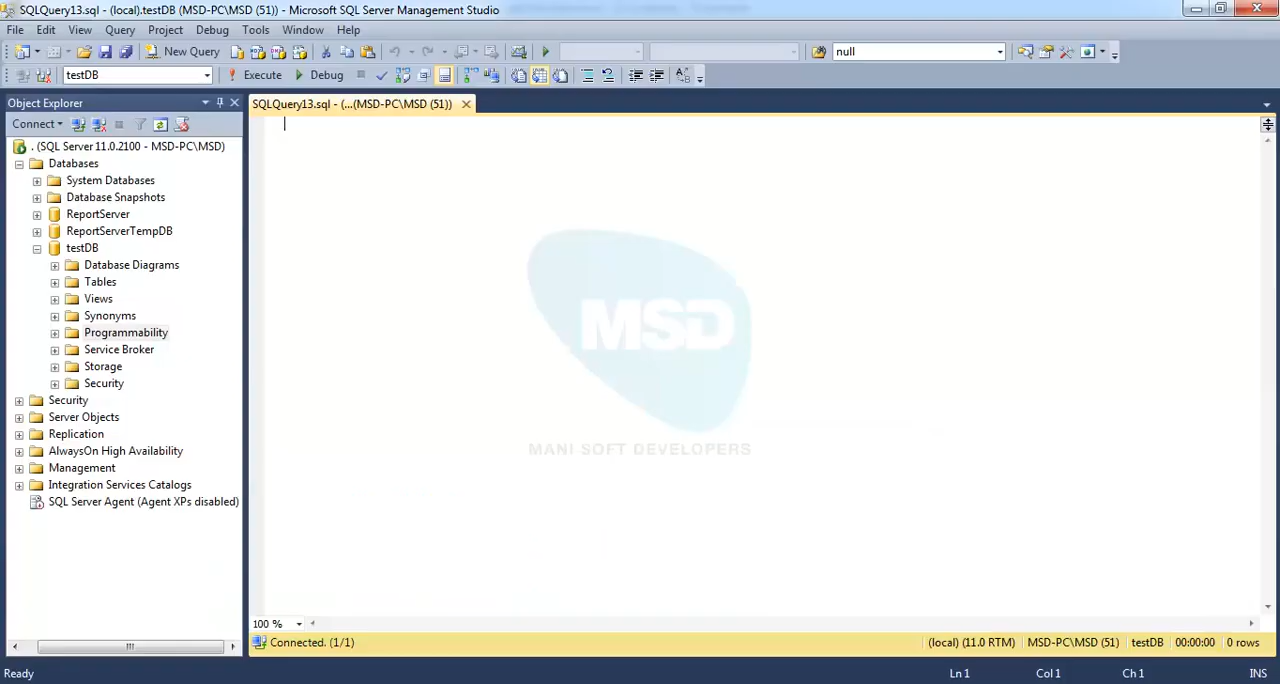 SQLQuery13.sql - (local).testDB (MSD-PC\MSD (51)) - Microsoft SQL Server Management Studio
File Edit View Query Project Debug Tools Window Help
New Query null
testDB Execute Debug
Object Explorer
SQLQuery13.sql - (...(MSD-PC\MSD (51))
Connect
. (SQL Server 11.0.2100 - MSD-PC\MSD)
Databases
System Databases
Database Snapshots
ReportServer
ReportServerTempDB
testDB
Database Diagrams
Tables
Views
Synonyms
Programmability
Service Broker
Storage
Security
Security
Server Objects
Replication
AlwaysOn High Availability
Management
Integration Services Catalogs
SQL Server Agent (Agent XPs disabled)
MSD
MANI SOFT DEVELOPERS
100 %
Connected. (1/1)
(local) (11.0 RTM) MSD-PC\MSD (51) testDB 00:00:00 0 rows
Ready
Ln 1 Col 1 Ch 1 INS